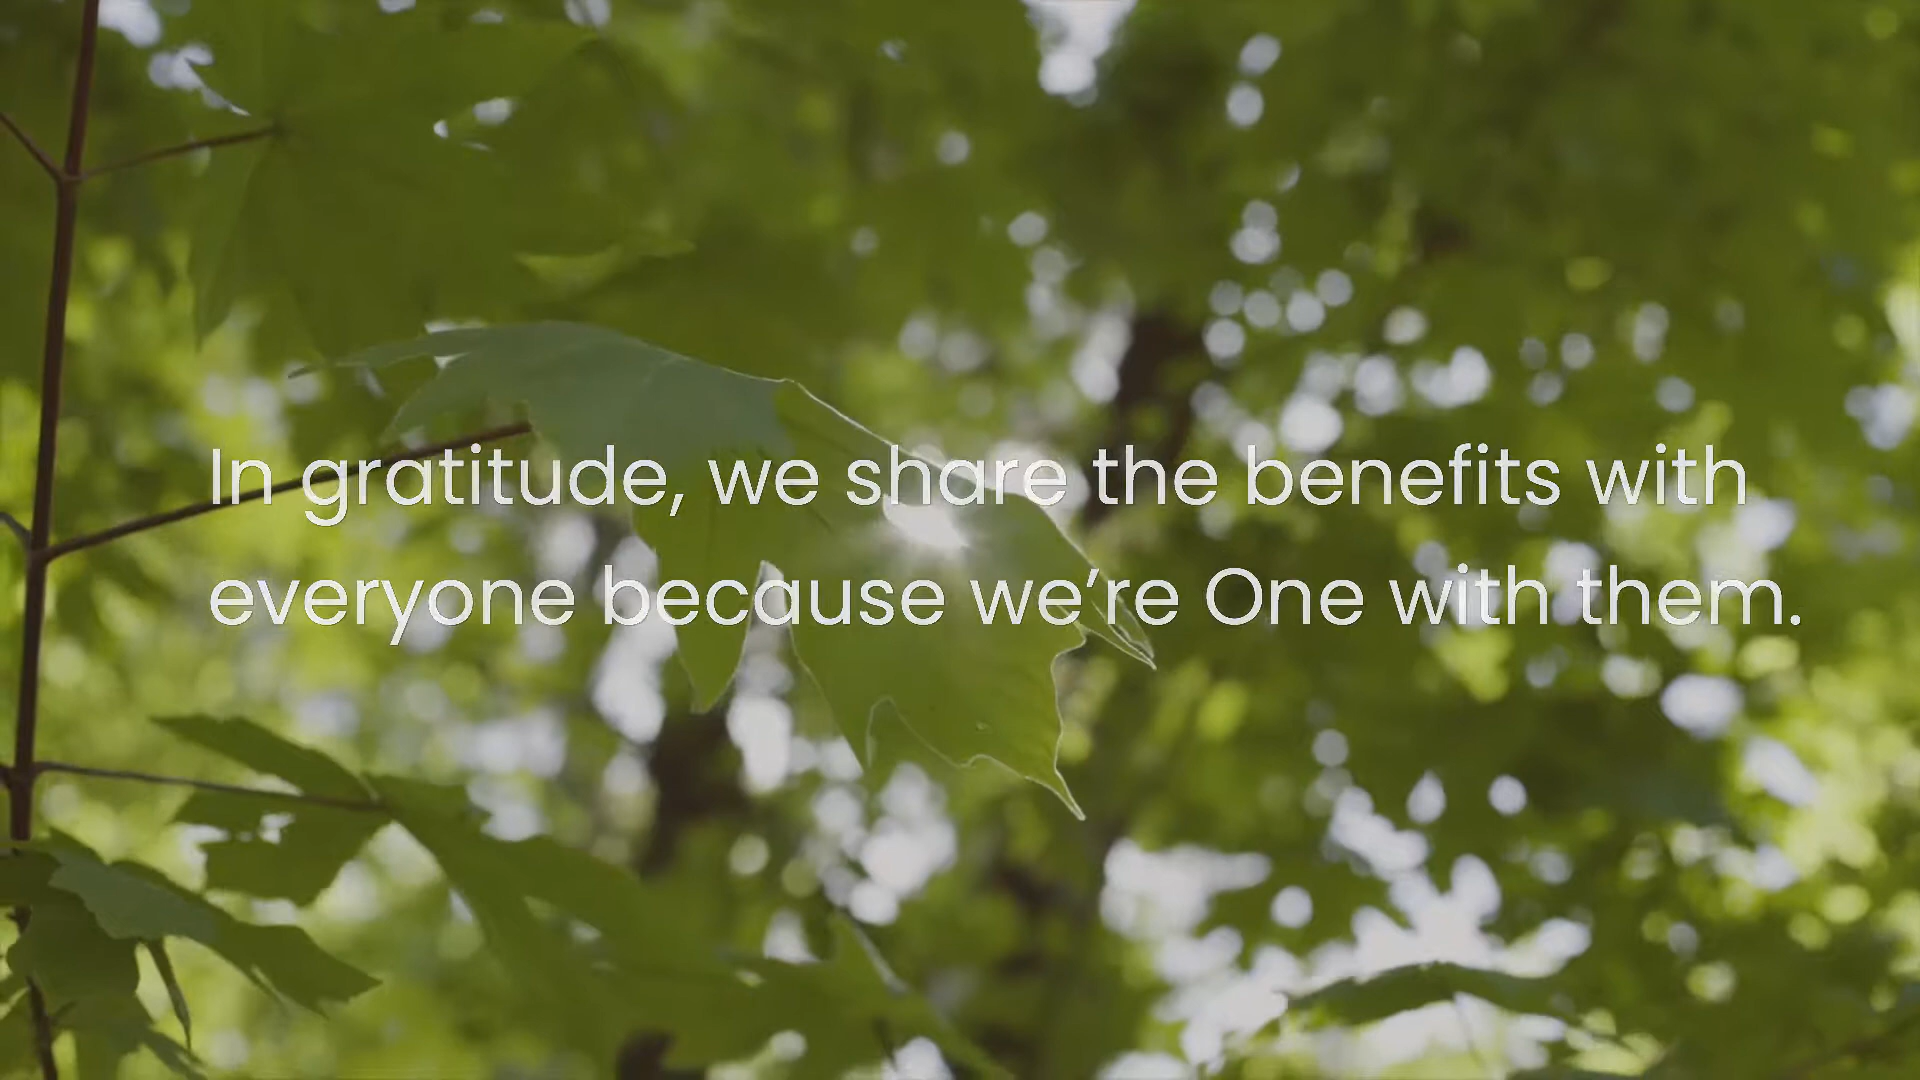 In gratitude, we share the benefits with
everyone because we’re One with them.